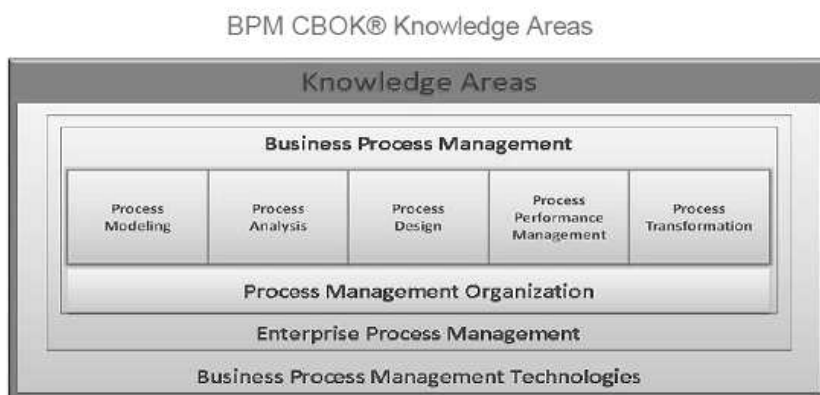 BPM CBOK® Knowledge Areas
Knowledge Areas
Business Process Management
Process
Modeling
Process
Analysis
Process
Design
Process
Performance
Management
Process
Transformation
Process Management Organization
Enterprise Process Management
Business Process Management Technologies